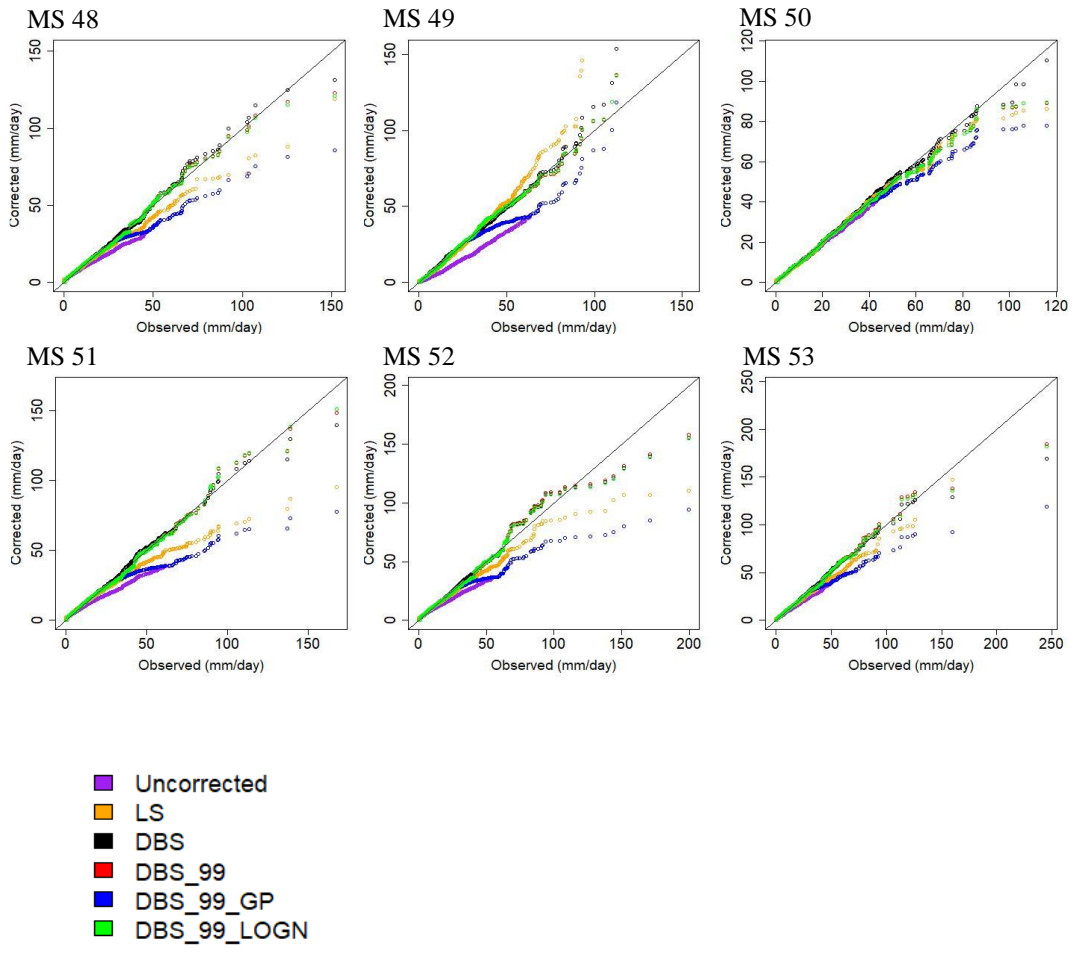 MS 48
MS 49
MS 50
Corrected (mm/day)
0 50 100 150
Observed (mm/day)
0 50 100 150
Corrected (mm/day)
0 50 100 150
Observed (mm/day)
0 50 100 150
Corrected (mm/day)
0 20 40 60 80 100 120
Observed (mm/day)
0 20 40 60 80 100 120
MS 51
MS 52
MS 53
Corrected (mm/day)
0 50 100 150
Observed (mm/day)
0 50 100 150
Corrected (mm/day)
0 50 100 150 200
Observed (mm/day)
0 50 100 150 200
Corrected (mm/day)
0 50 100 150 200 250
Observed (mm/day)
0 50 100 150 200 250
Uncorrected
LS
DBS
DBS_99
DBS_99_GP
DBS_99_LOGN